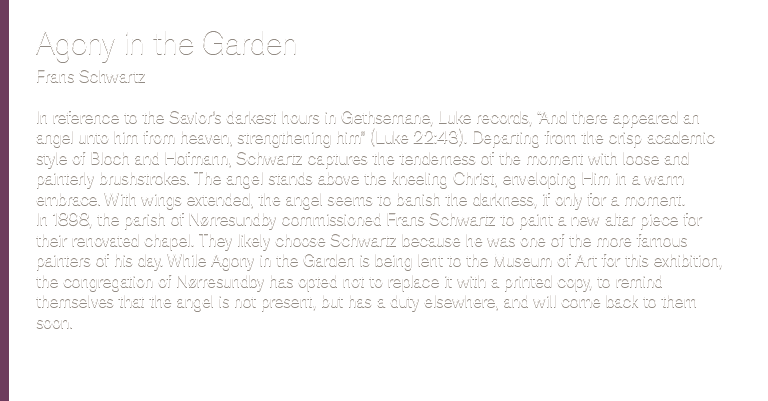 Agony in the Garden
Frans Schwartz
In reference to the Savior's darkest hours in Gethsemane, Luke records, "And there appeared an
angel unto him from heaven, strengthening him" (Luke 22:43). Departing from the crisp academic
style of Bloch and Hofmann, Schwartz captures the tenderness of the moment with loose and
painterly brushstrokes. The angel stands above the kneeling Christ, enveloping Him in a warm
embrace. With wings extended, the angel seems to banish the darkness, if only for a moment.
In 1898, the parish of Nørresundby commissioned Frans Schwartz to paint a new altar piece for
their renovated chapel. They likely choose Schwartz because he was one of the more famous
painters of his day. While Agony in the Garden is being lent to the Museum of Art for this exhibition,
the congregation of Nørresundby has opted not to replace it with a printed copy, to remind
themselves that the angel is not present, but has a duty elsewhere, and will come back to them
soon.